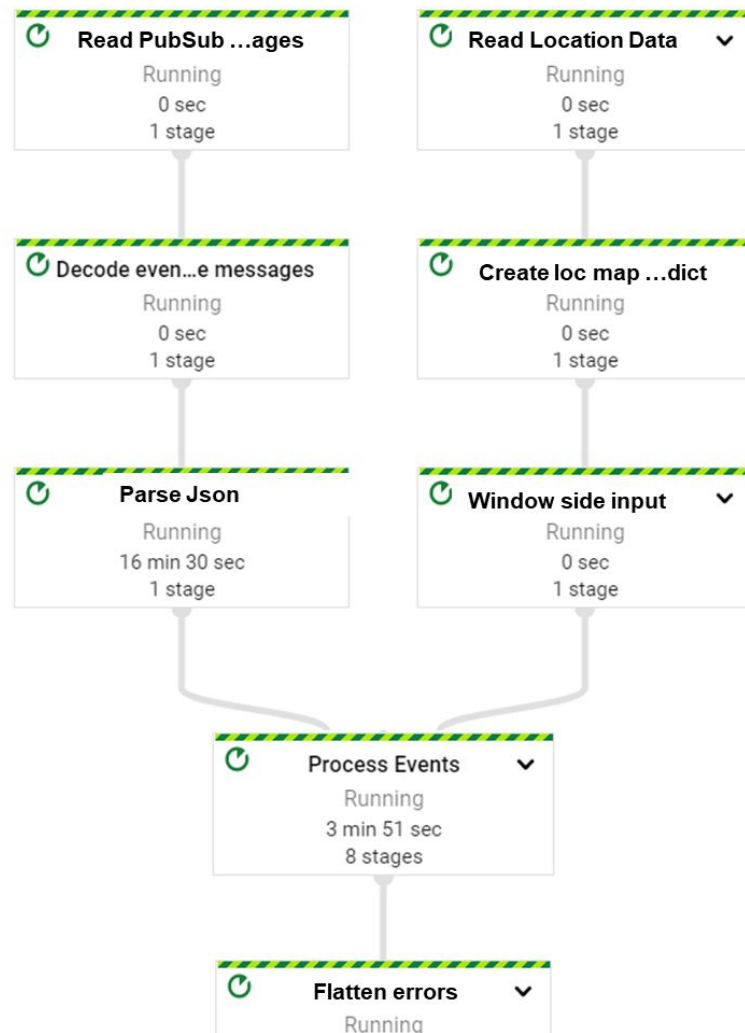 Read PubSub ...ages
Running
0 sec
1 stage
Read Location Data
Running
0 sec
1 stage
Decode even...e messages
Running
0 sec
1 stage
Create loc map ...dict
Running
0 sec
1 stage
Parse Json
Running
16 min 30 sec
1 stage
Window side input
Running
0 sec
1 stage
Process Events
Running
3 min 51 sec
8 stages
Flatten errors
Running